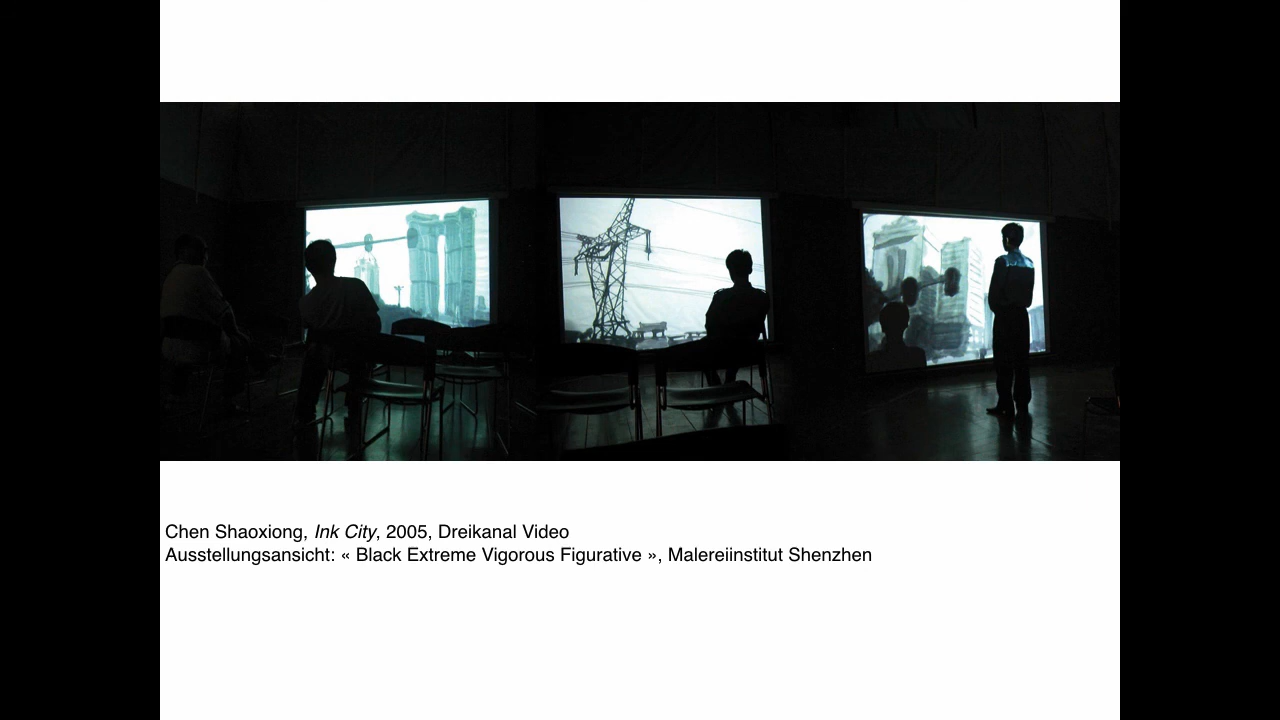 Chen Shaoxiong, Ink City, 2005, Dreikanal Video
Ausstellungsansicht: « Black Extreme Vigorous Figurative », Malereiinstitut Shenzhen